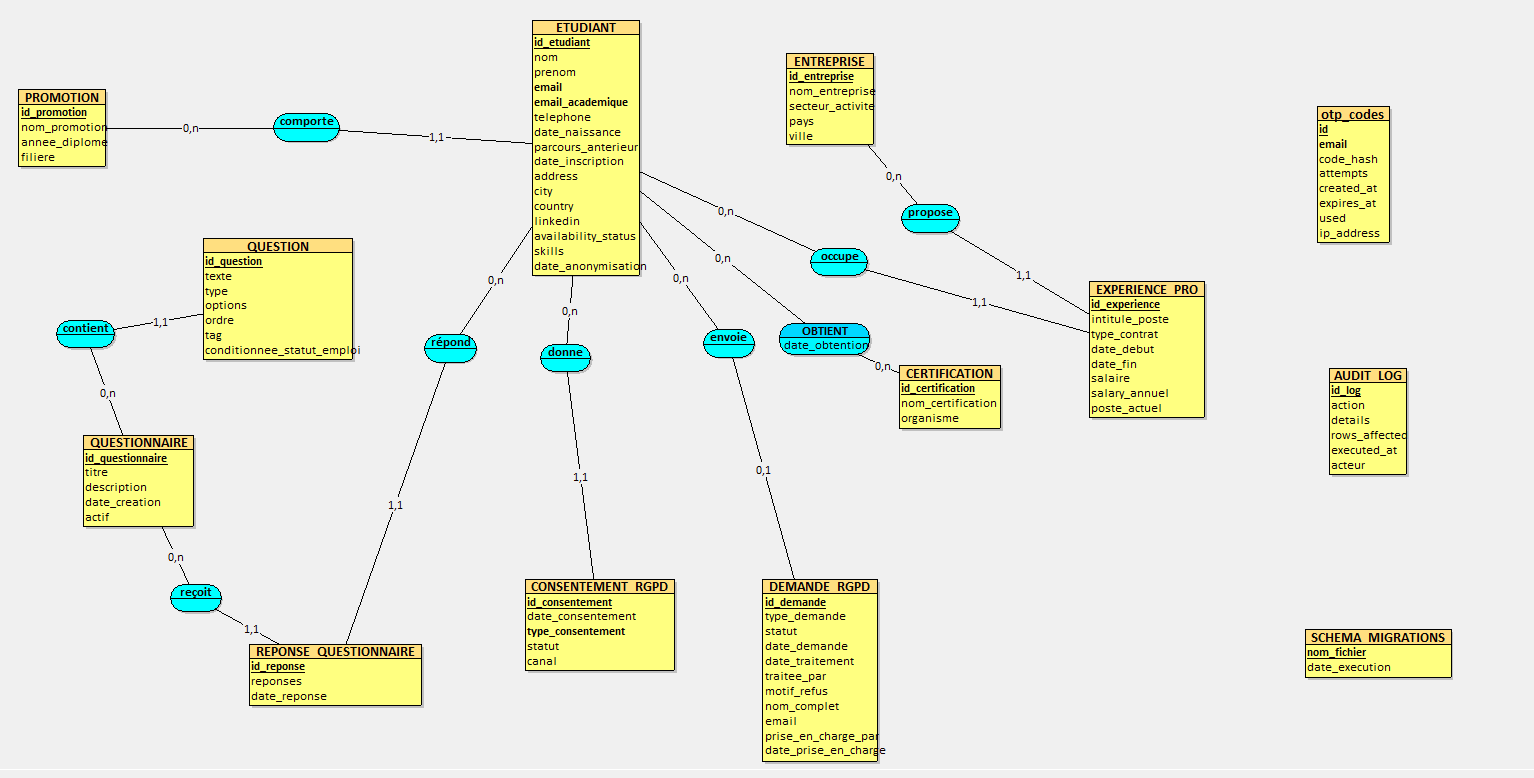 ETUDIANT
id_etudiant
nom
prenom
email
email_academique
telephone
date_naissance
parcours_anterieur
date_inscription
address
city
country
linkedin
availability_status
skills
date_anonymisation
ENTREPRISE
id_entreprise
nom_entreprise
secteur_activite
pays
ville
PROMOTION
id_promotion
nom_promotion
annee_diplome
filiere
0,n
comporte
1,1
otp_codes
id
email
code_hash
attempts
created_at
expires_at
used
ip_address
0,n
propose
1,1
0,n
occupe
1,1
QUESTION
id_question
texte
type
options
ordre
tag
conditionnee_statut_emploi
EXPERIENCE_PRO
id_experience
intitule_poste
type_contrat
date_debut
date_fin
salaire
salary_annuel
poste_actuel
contient
1,1
0,n
0,n
répond
1,1
0,n
donne
1,1
0,n
envoie
0,1
0,n
OBTIENT
date_obtention
0,n
CERTIFICATION
id_certification
nom_certification
organisme
AUDIT_LOG
id_log
action
details
rows_affected
executed_at
acteur
QUESTIONNAIRE
id_questionnaire
titre
description
date_creation
actif
0,n
reçoit
1,1
REPONSE_QUESTIONNAIRE
id_reponse
reponses
date_reponse
CONSENTEMENT_RGPD
id_consentement
date_consentement
type_consentement
statut
canal
DEMANDE_RGPD
id_demande
type_demande
statut
date_demande
date_traitement
traitee_par
motif_refus
nom_complet
email
prise_en_charge_par
date_prise_en_charge
SCHEMA_MIGRATIONS
nom_fichier
date_execution